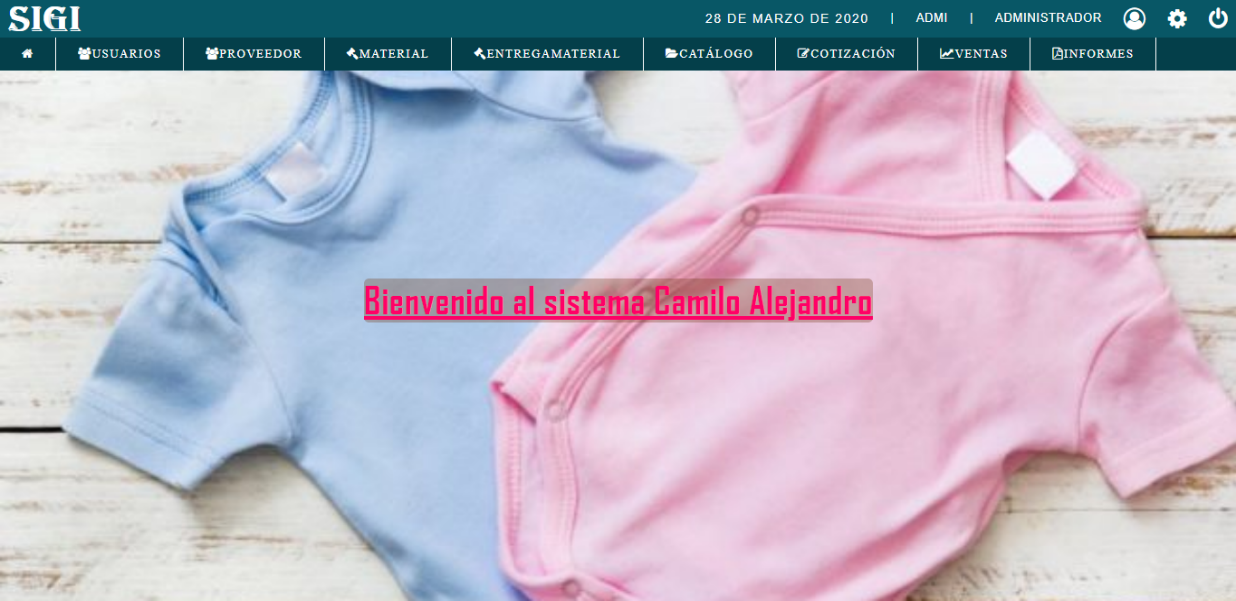 SIGI
28 DE MARZO DE 2020 | ADMI | ADMINISTRADOR
USUARIOS PROVEEDOR MATERIAL ENTREGAMATERIAL CATÁLOGO COTIZACIÓN VENTAS INFORMES
Bienvenido al sistema Camilo Alejandro